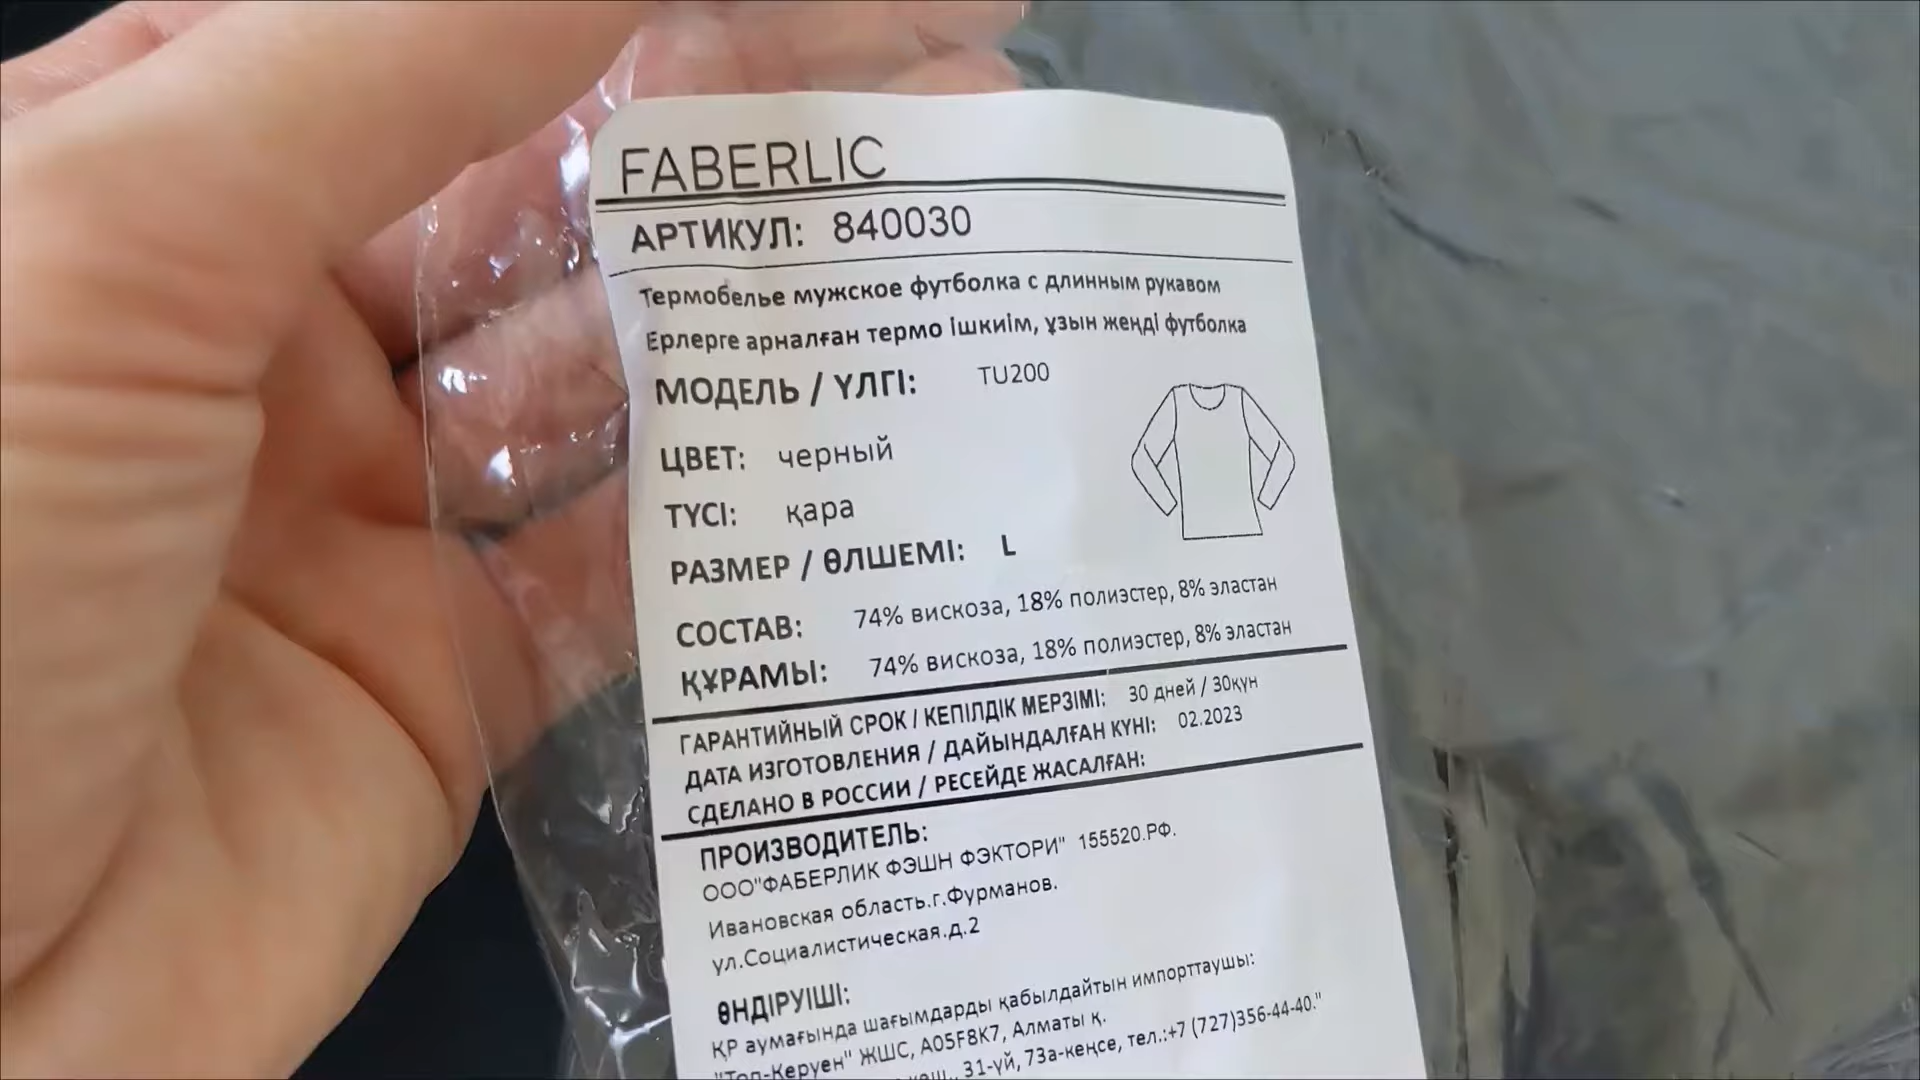 FABERLIC
АРТИКУЛ: 840030
Термобелье мужское футболка с длинным рукавом
Ерлерге арналған термо ішкиім, ұзын жеңді футболка
МОДЕЛЬ / ҮЛГІ: TU200
ЦВЕТ: черный
ТҮСІ: қара
РАЗМЕР / ӨЛШЕМІ: L
СОСТАВ: 74% вискоза, 18% полиэстер, 8% эластан
ҚҰРАМЫ: 74% вискоза, 18% полиэстер, 8% эластан
ГАРАНТИЙНЫЙ СРОК / КЕПІЛДІК МЕРЗІМІ: 30 дней / 30күн
ДАТА ИЗГОТОВЛЕНИЯ / ДАЙЫНДАЛҒАН КҮНІ: 02.2023
СДЕЛАНО В РОССИИ / РЕСЕЙДЕ ЖАСАЛҒАН:
ПРОИЗВОДИТЕЛЬ:
ООО"ФАБЕРЛИК ФЭШН ФЭКТОРИ" 155520.РФ.
Ивановская область.г.Фурманов.
ул.Социалистическая.д.2
ӨНДІРУІШІ:
ҚР аумағында шағымдарды қабылдайтын импорттаушы:
"Топ-Керуен" ЖШС, A05F8K7, Алматы қ.
31-үй, 73а-кеңсе, тел.:+7 (727)356-44-40."